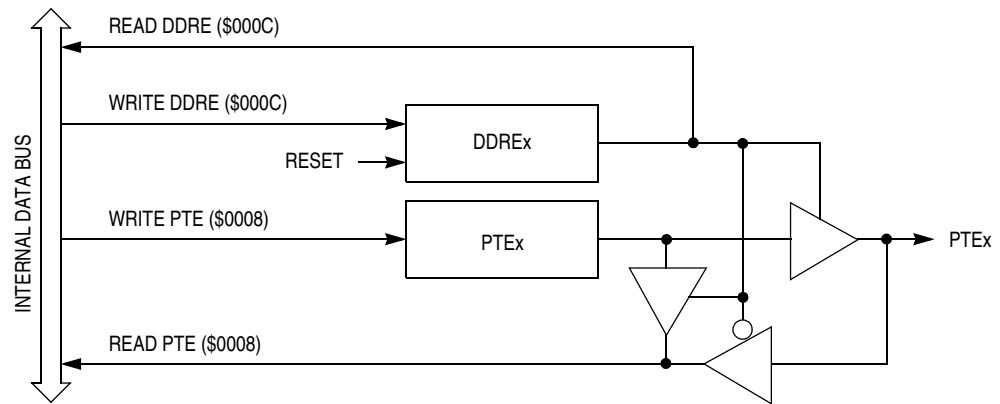 READ DDRE ($000C)
WRITE DDRE ($000C)
DDREx
RESET
INTERNAL DATA BUS
WRITE PTE ($0008)
PTEx
PTEx
READ PTE ($0008)